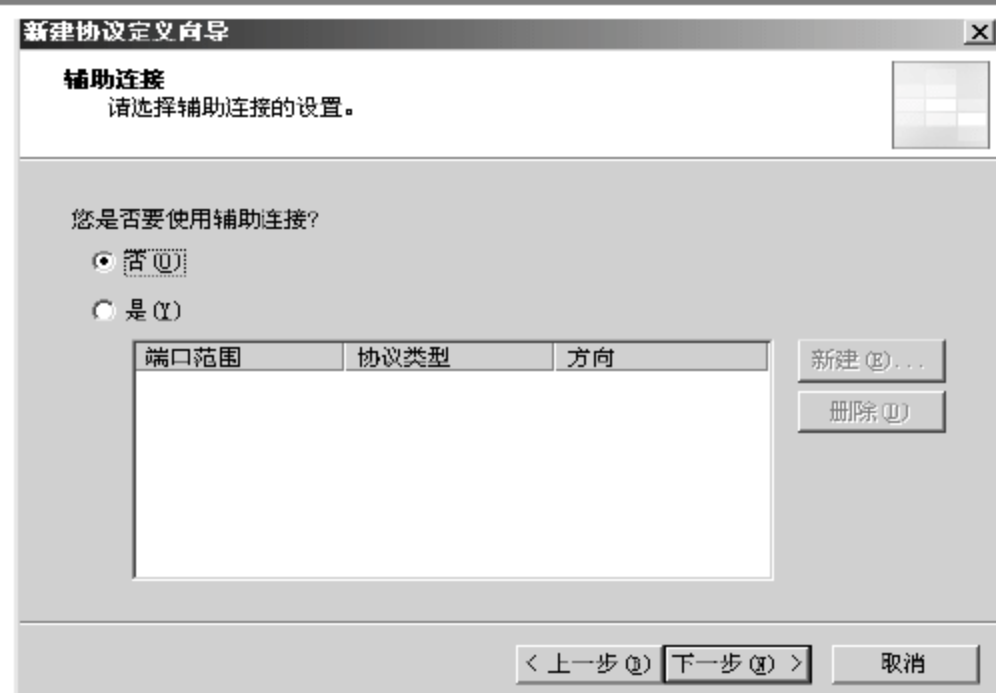 新建协议定义向导
辅助连接
请选择辅助连接的设置。
您是否要使用辅助连接?
否(O)
是(Y)
端口范围 协议类型 方向
新建(E)...
删除(D)
< 上一步(B) 下一步(N) > 取消